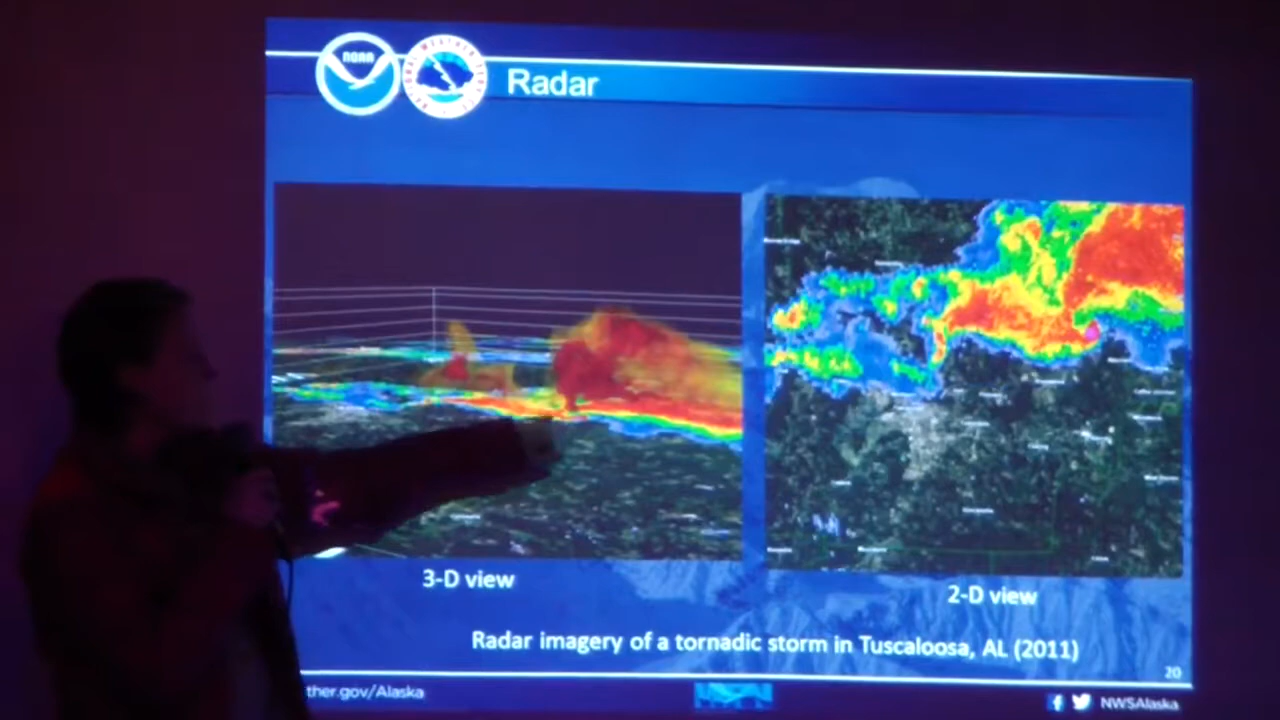 NOAA
Radar
3-D view
2-D view
Radar imagery of a tornadic storm in Tuscaloosa, AL (2011)
20
ther.gov/Alaska
NWSAlaska